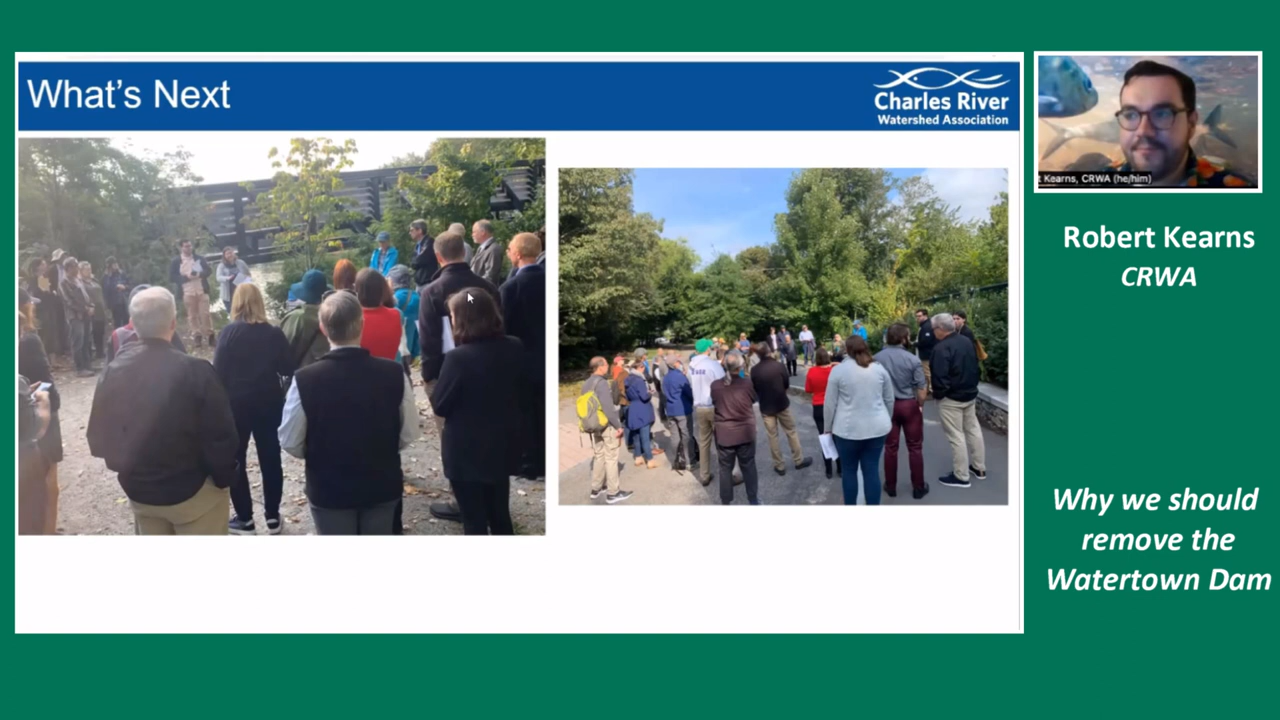 What's Next
Charles River
Watershed Association
t Kearns, CRWA (he/him)
Robert Kearns
CRWA
Why we should
remove the
Watertown Dam